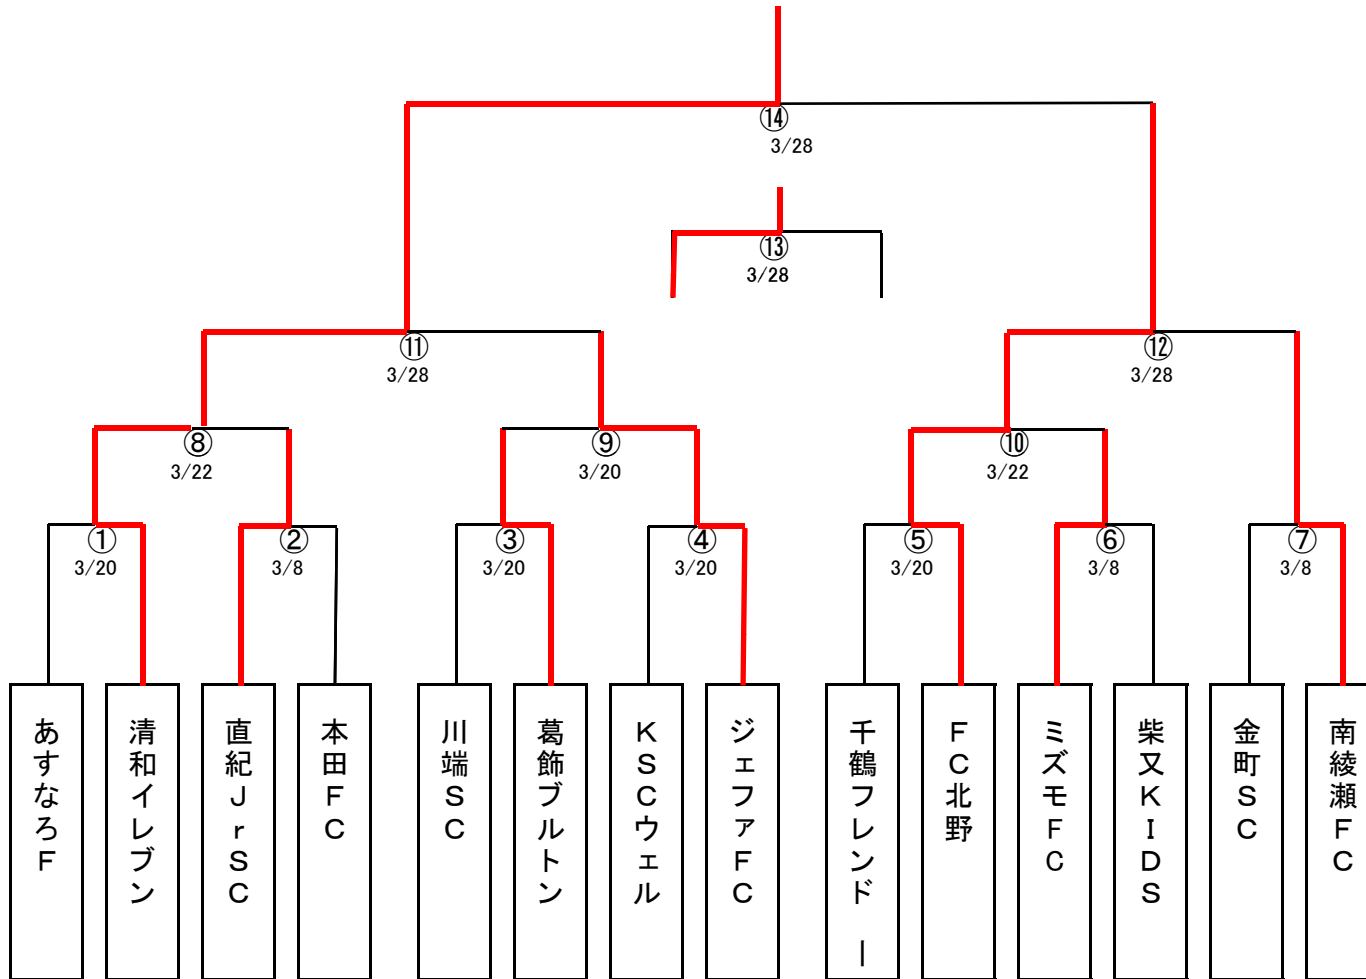 ⑭
3/28
⑬
3/28
⑪
3/28
⑫
3/28
⑧
3/22
⑨
3/20
⑩
3/22
①
3/20
②
3/8
③
3/20
④
3/20
⑤
3/20
⑥
3/8
⑦
3/8
あすなろF
清和イレブン
直紀JrSC
本田FC
川端SC
葛飾ブルトン
KSCウェル
ジェファFC
千鶴フレンドー
FC北野
ミズモFC
柴又KIDS
金町SC
南綾瀬FC